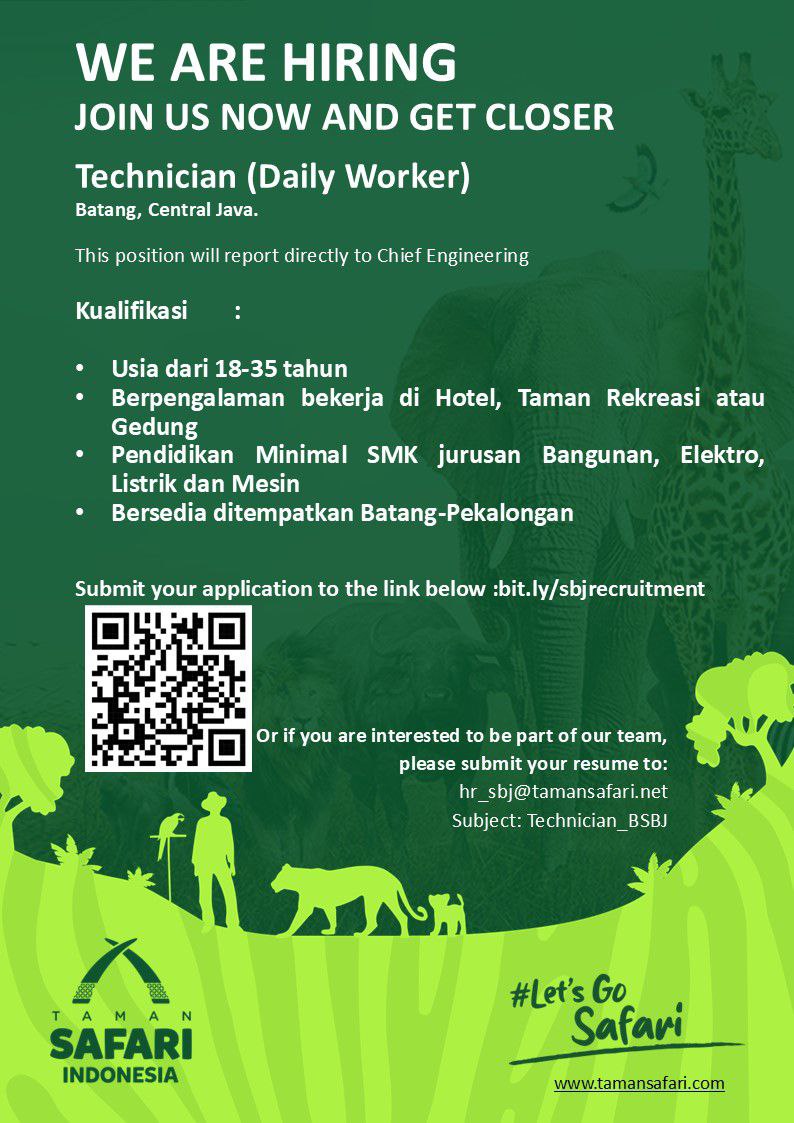 WE ARE HIRING
JOIN US NOW AND GET CLOSER
Technician (Daily Worker)
Batang, Central Java.
This position will report directly to Chief Engineering
Kualifikasi :
• Usia dari 18-35 tahun
• Berpengalaman bekerja di Hotel, Taman Rekreasi atau
Gedung
• Pendidikan Minimal SMK jurusan Bangunan, Elektro,
Listrik dan Mesin
• Bersedia ditempatkan Batang-Pekalongan
Submit your application to the link below :bit.ly/sbjrecruitment
Or if you are interested to be part of our team,
please submit your resume to:
hr_sbj@tamansafari.net
Subject: Technician_BSBJ
TAMAN
SAFARI
INDONESIA
#Let's Go
Safari
www.tamansafari.com